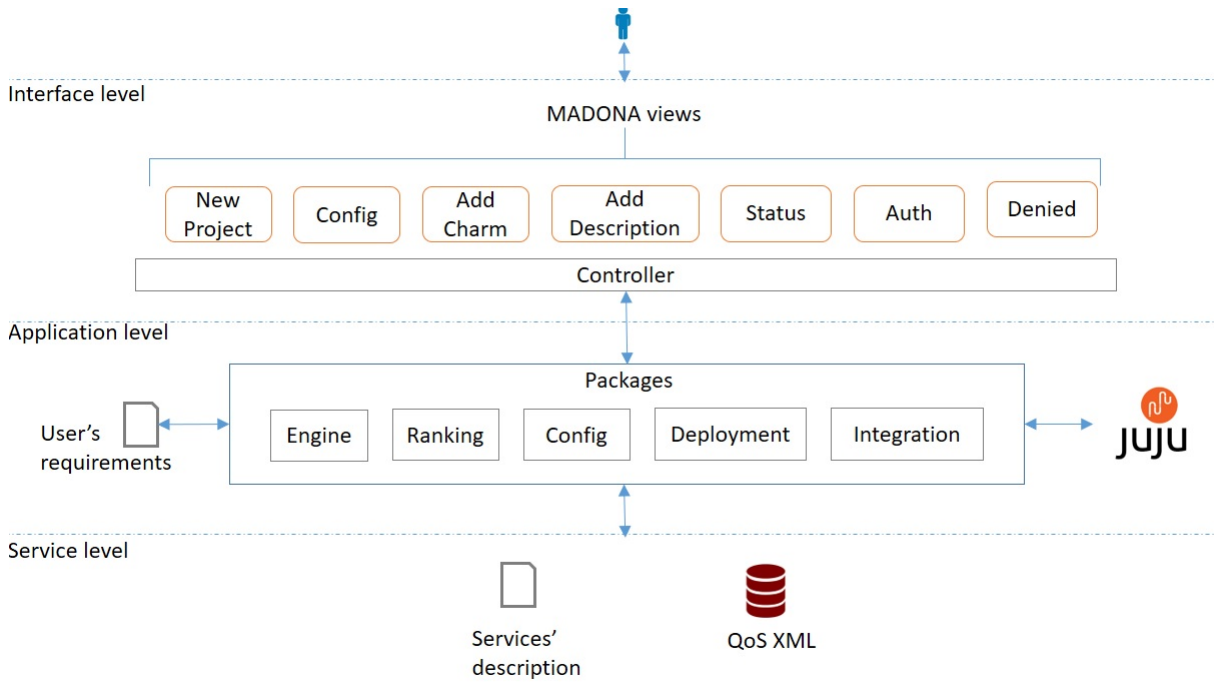 Interface level
MADONA views
New
Project
Config
Add
Charm
Add
Description
Status
Auth
Denied
Controller
Application level
Packages
User's
requirements
Engine
Ranking
Config
Deployment
Integration
juju
Service level
Services'
description
QoS XML